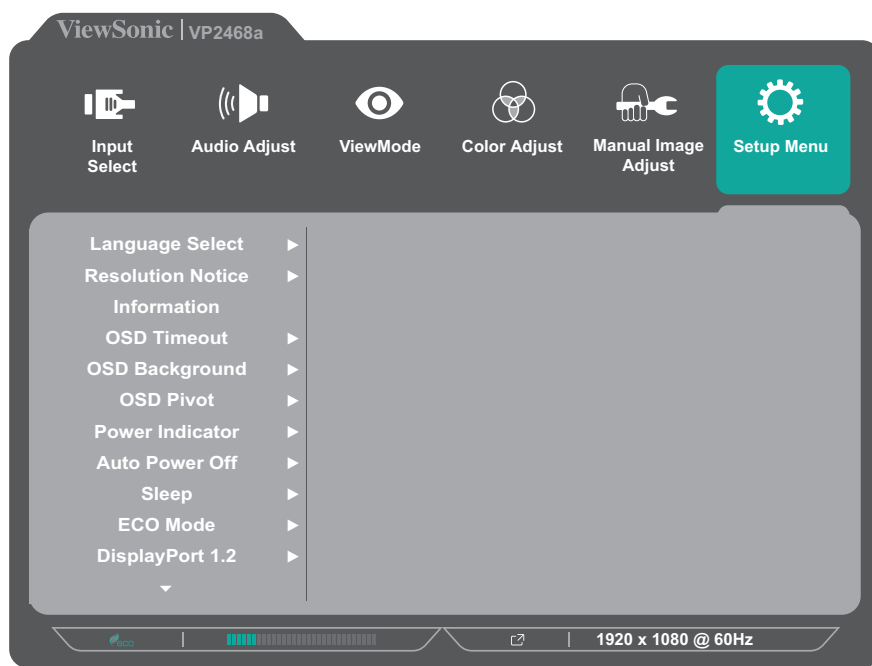 ViewSonic | VP2468a
Input
Select
Audio Adjust
ViewMode
Color Adjust
Manual Image
Adjust
Setup Menu
Language Select
Resolution Notice
Information
OSD Timeout
OSD Background
OSD Pivot
Power Indicator
Auto Power Off
Sleep
ECO Mode
DisplayPort 1.2
eco
1920 x 1080 @ 60Hz